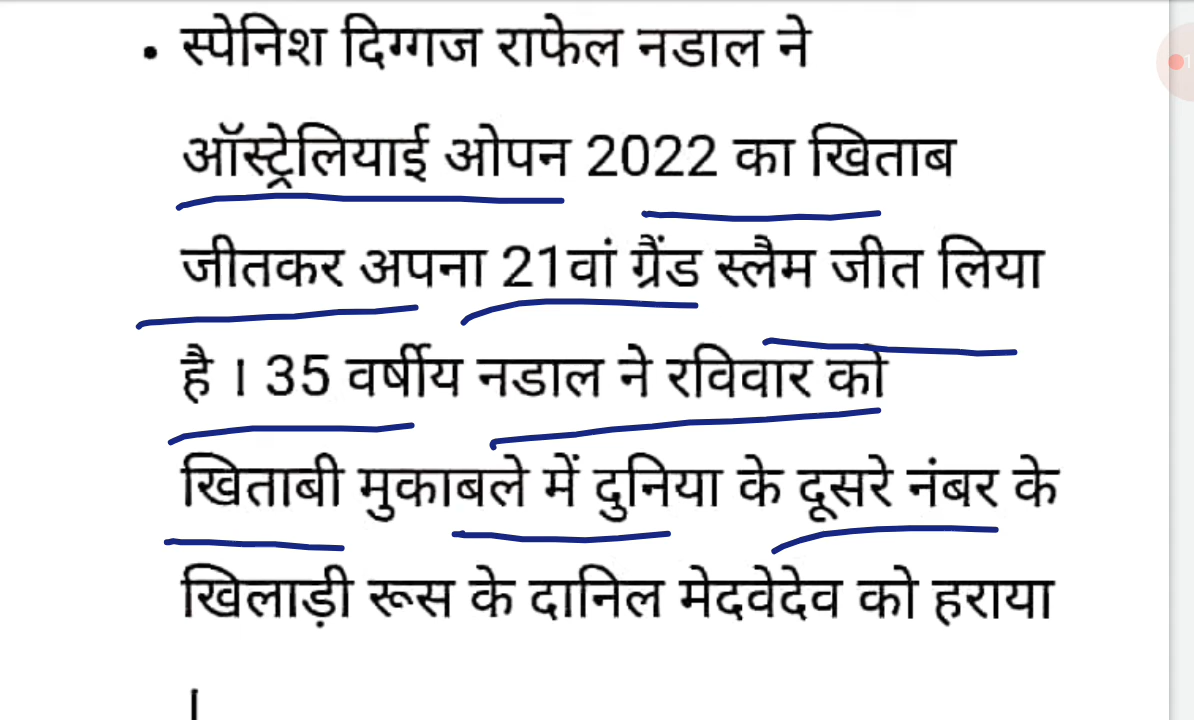 • स्पेनिश दिग्गज राफेल नडाल ने
ऑस्ट्रेलियाई ओपन 2022 का खिताब
जीतकर अपना 21वां ग्रैंड स्लैम जीत लिया
है । 35 वर्षीय नडाल ने रविवार को
खिताबी मुकाबले में दुनिया के दूसरे नंबर के
खिलाड़ी रूस के दानिल मेदवेदेव को हराया
।